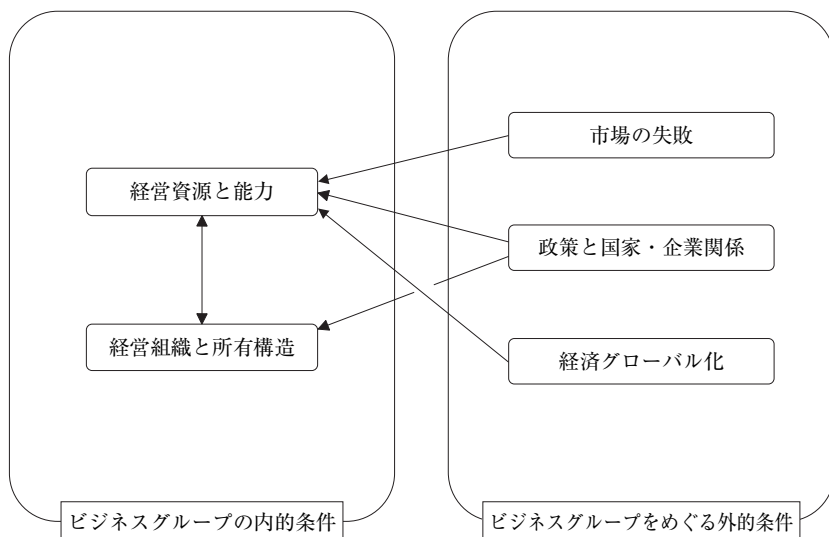 市場の失敗
経営資源と能力
政策と国家・企業関係
経営組織と所有構造
経済グローバル化
ビジネスグループの内的条件
ビジネスグループをめぐる外的条件